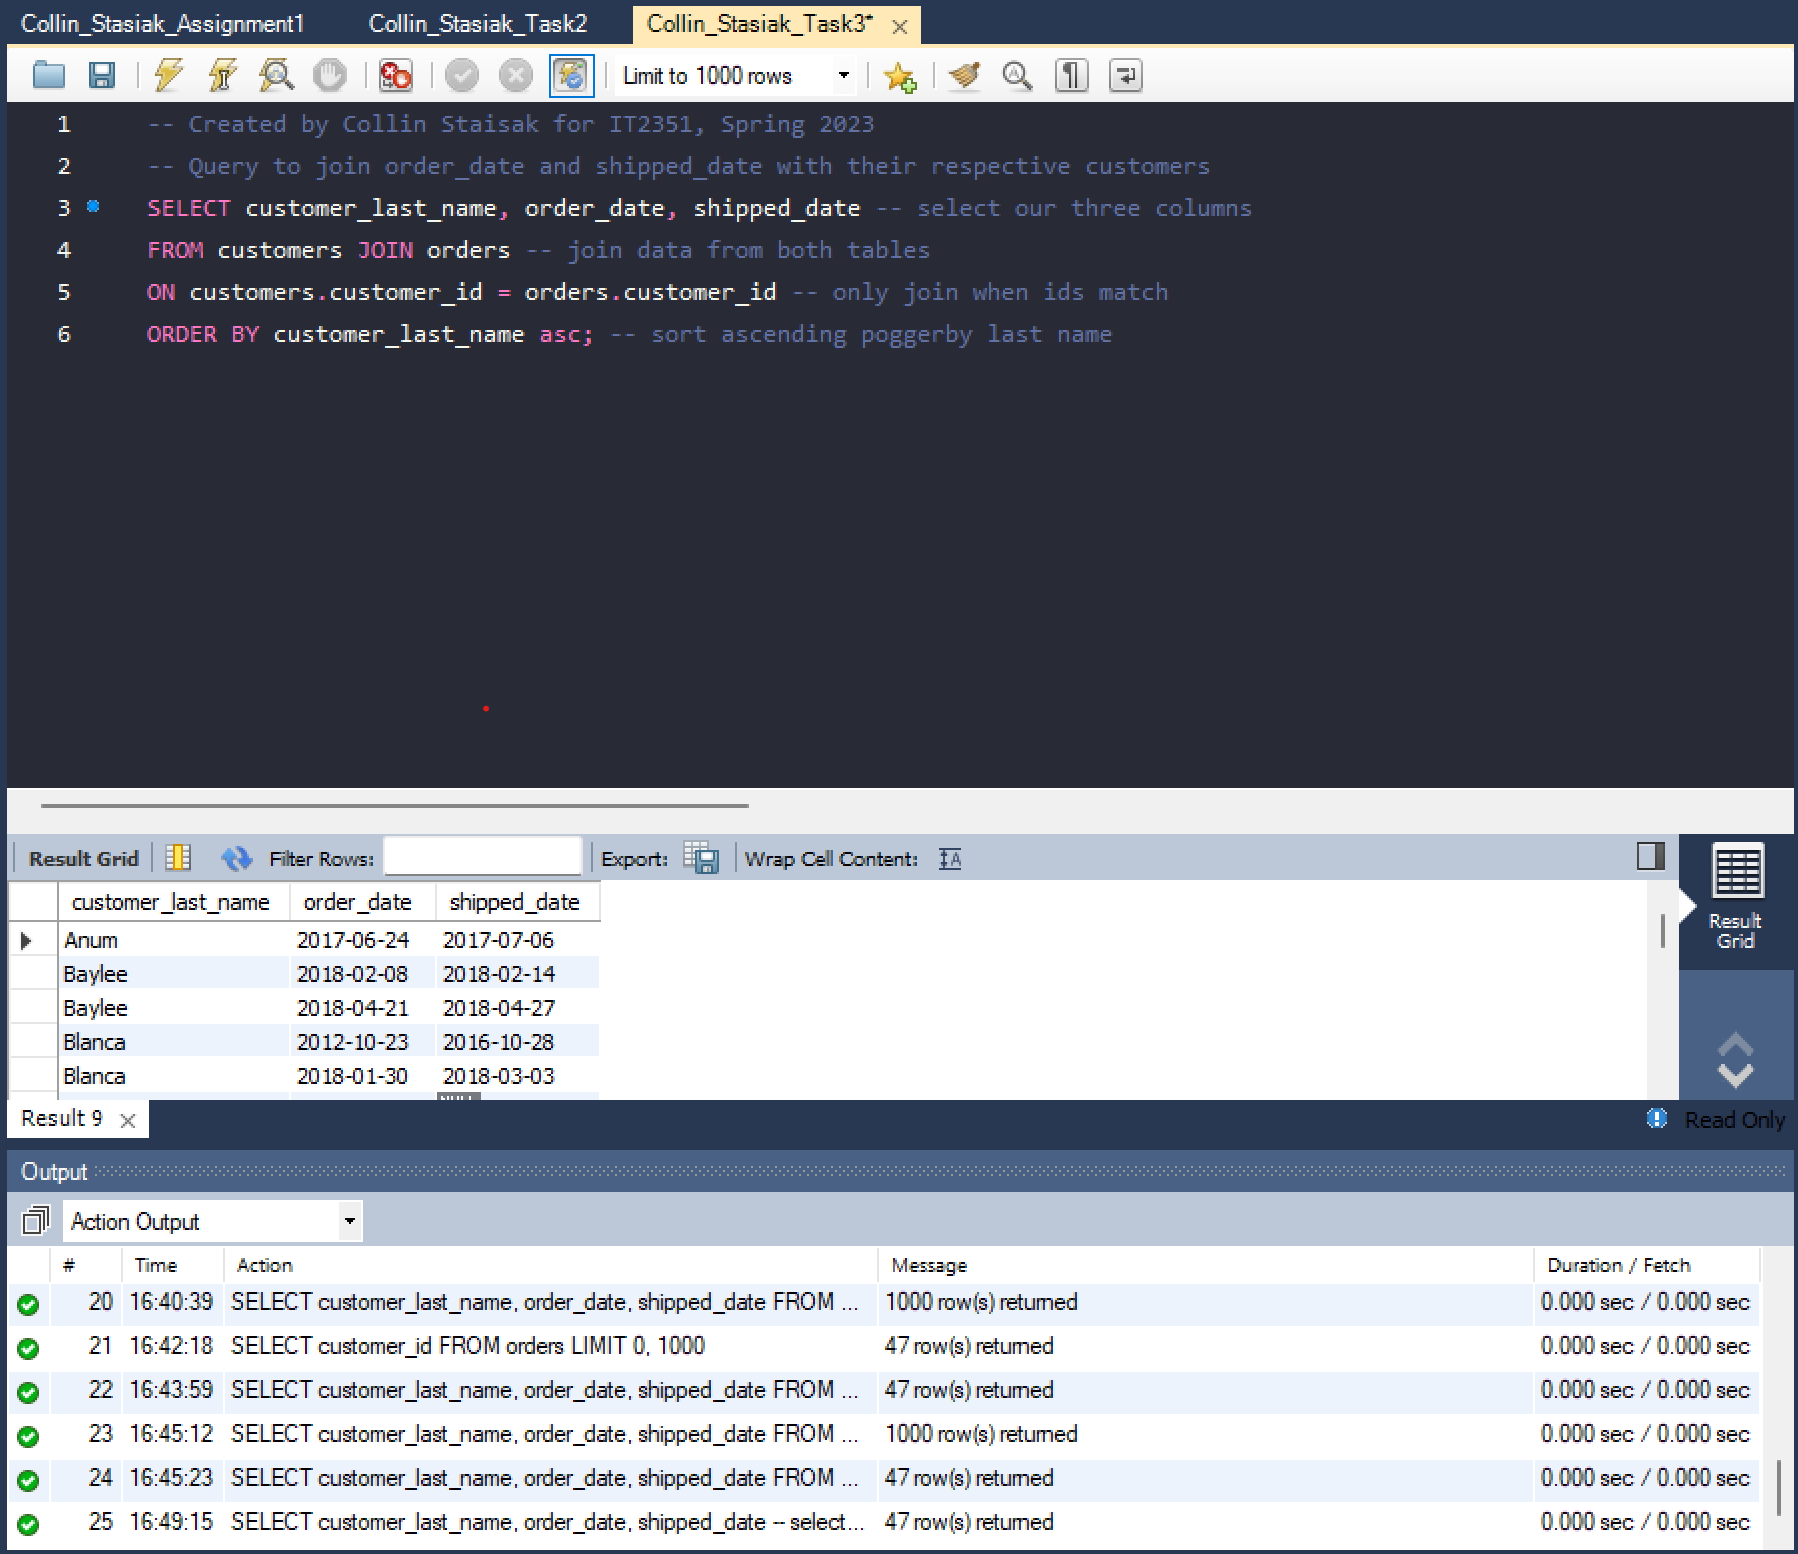 Collin_Stasiak_Assignment1 Collin_Stasiak_Task2 Collin_Stasiak_Task3*
Limit to 1000 rows
1 -- Created by Collin Staisak for IT2351, Spring 2023
2 -- Query to join order_date and shipped_date with their respective customers
3 SELECT customer_last_name, order_date, shipped_date -- select our three columns
4 FROM customers JOIN orders -- join data from both tables
5 ON customers.customer_id = orders.customer_id -- only join when ids match
6 ORDER BY customer_last_name asc; -- sort ascending poggerby last name
Result Grid Filter Rows: Export: Wrap Cell Content:
Result
Grid
customer_last_name order_date shipped_date
Anum 2017-06-24 2017-07-06
Baylee 2018-02-08 2018-02-14
Baylee 2018-04-21 2018-04-27
Blanca 2012-10-23 2016-10-28
Blanca 2018-01-30 2018-03-03
Result 9 Read Only
Output
Action Output
# Time Action Message Duration / Fetch
20 16:40:39 SELECT customer_last_name, order_date, shipped_date FROM ... 1000 row(s) returned 0.000 sec / 0.000 sec
21 16:42:18 SELECT customer_id FROM orders LIMIT 0, 1000 47 row(s) returned 0.000 sec / 0.000 sec
22 16:43:59 SELECT customer_last_name, order_date, shipped_date FROM ... 47 row(s) returned 0.000 sec / 0.000 sec
23 16:45:12 SELECT customer_last_name, order_date, shipped_date FROM ... 1000 row(s) returned 0.000 sec / 0.000 sec
24 16:45:23 SELECT customer_last_name, order_date, shipped_date FROM ... 47 row(s) returned 0.000 sec / 0.000 sec
25 16:49:15 SELECT customer_last_name, order_date, shipped_date -- select... 47 row(s) returned 0.000 sec / 0.000 sec